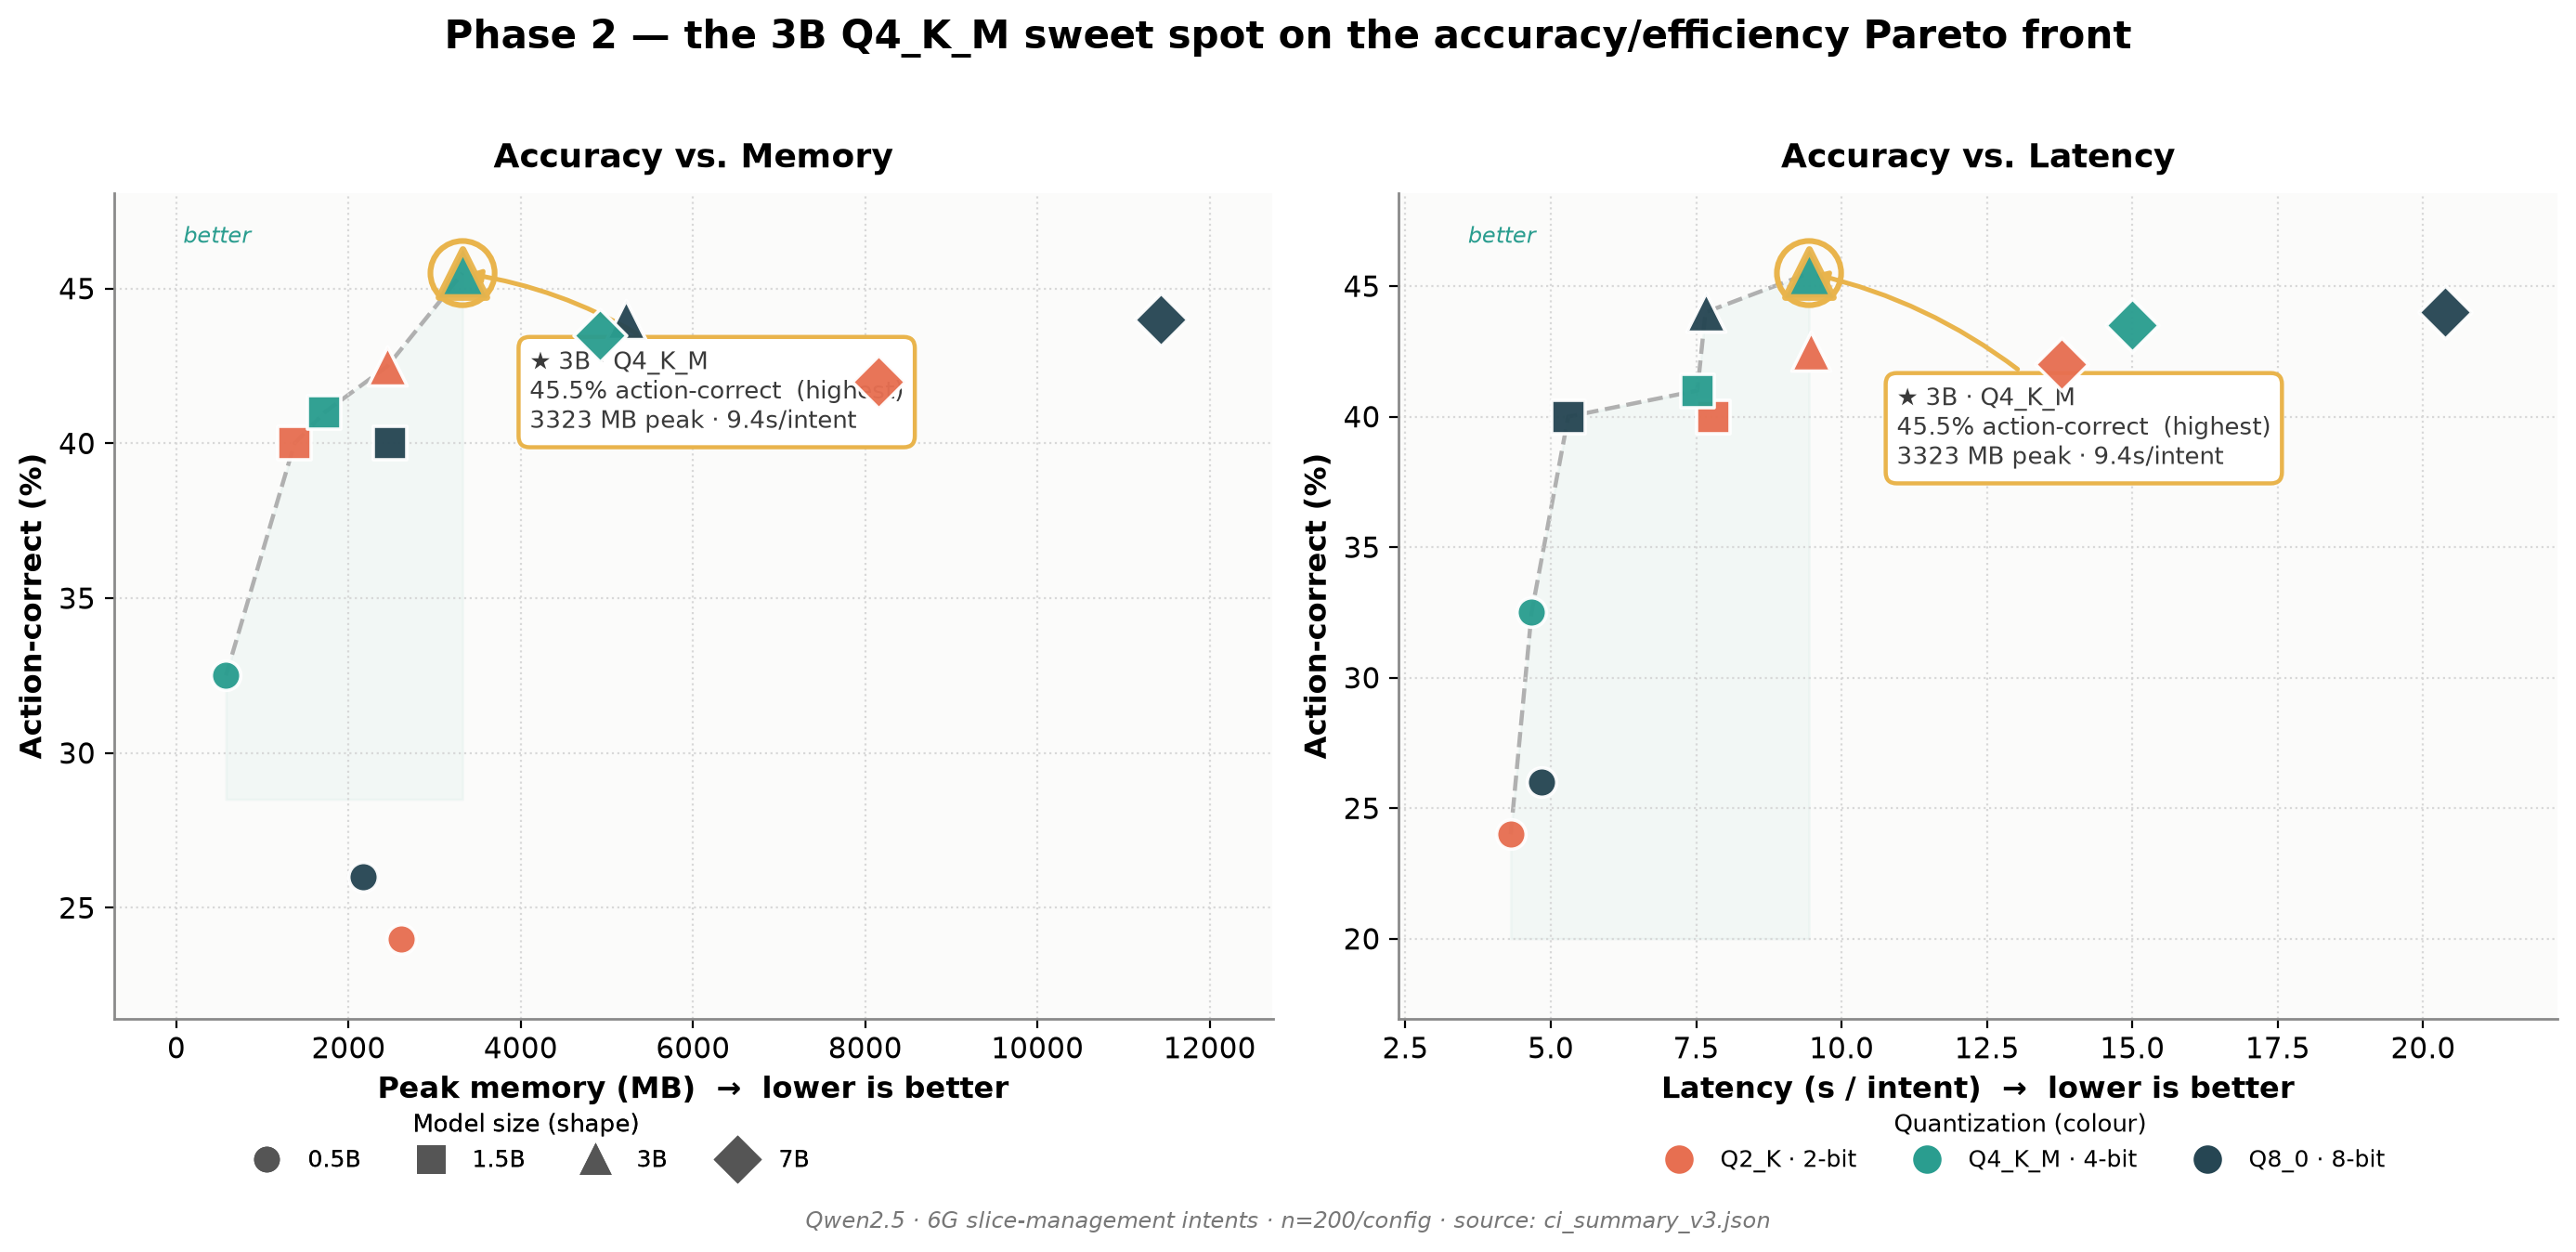 Phase 2 — the 3B Q4_K_M sweet spot on the accuracy/efficiency Pareto front
Accuracy vs. Memory
better
★ 3B · Q4_K_M
45.5% action-correct (highest)
3323 MB peak · 9.4s/intent
45
40
35
30
25
Action-correct (%)
0 2000 4000 6000 8000 10000 12000
Peak memory (MB) → lower is better
Model size (shape)
0.5B 1.5B 3B 7B
Accuracy vs. Latency
better
★ 3B · Q4_K_M
45.5% action-correct (highest)
3323 MB peak · 9.4s/intent
45
40
35
30
25
20
Action-correct (%)
2.5 5.0 7.5 10.0 12.5 15.0 17.5 20.0
Latency (s / intent) → lower is better
Quantization (colour)
Q2_K · 2-bit Q4_K_M · 4-bit Q8_0 · 8-bit
Qwen2.5 · 6G slice-management intents · n=200/config · source: ci_summary_v3.json